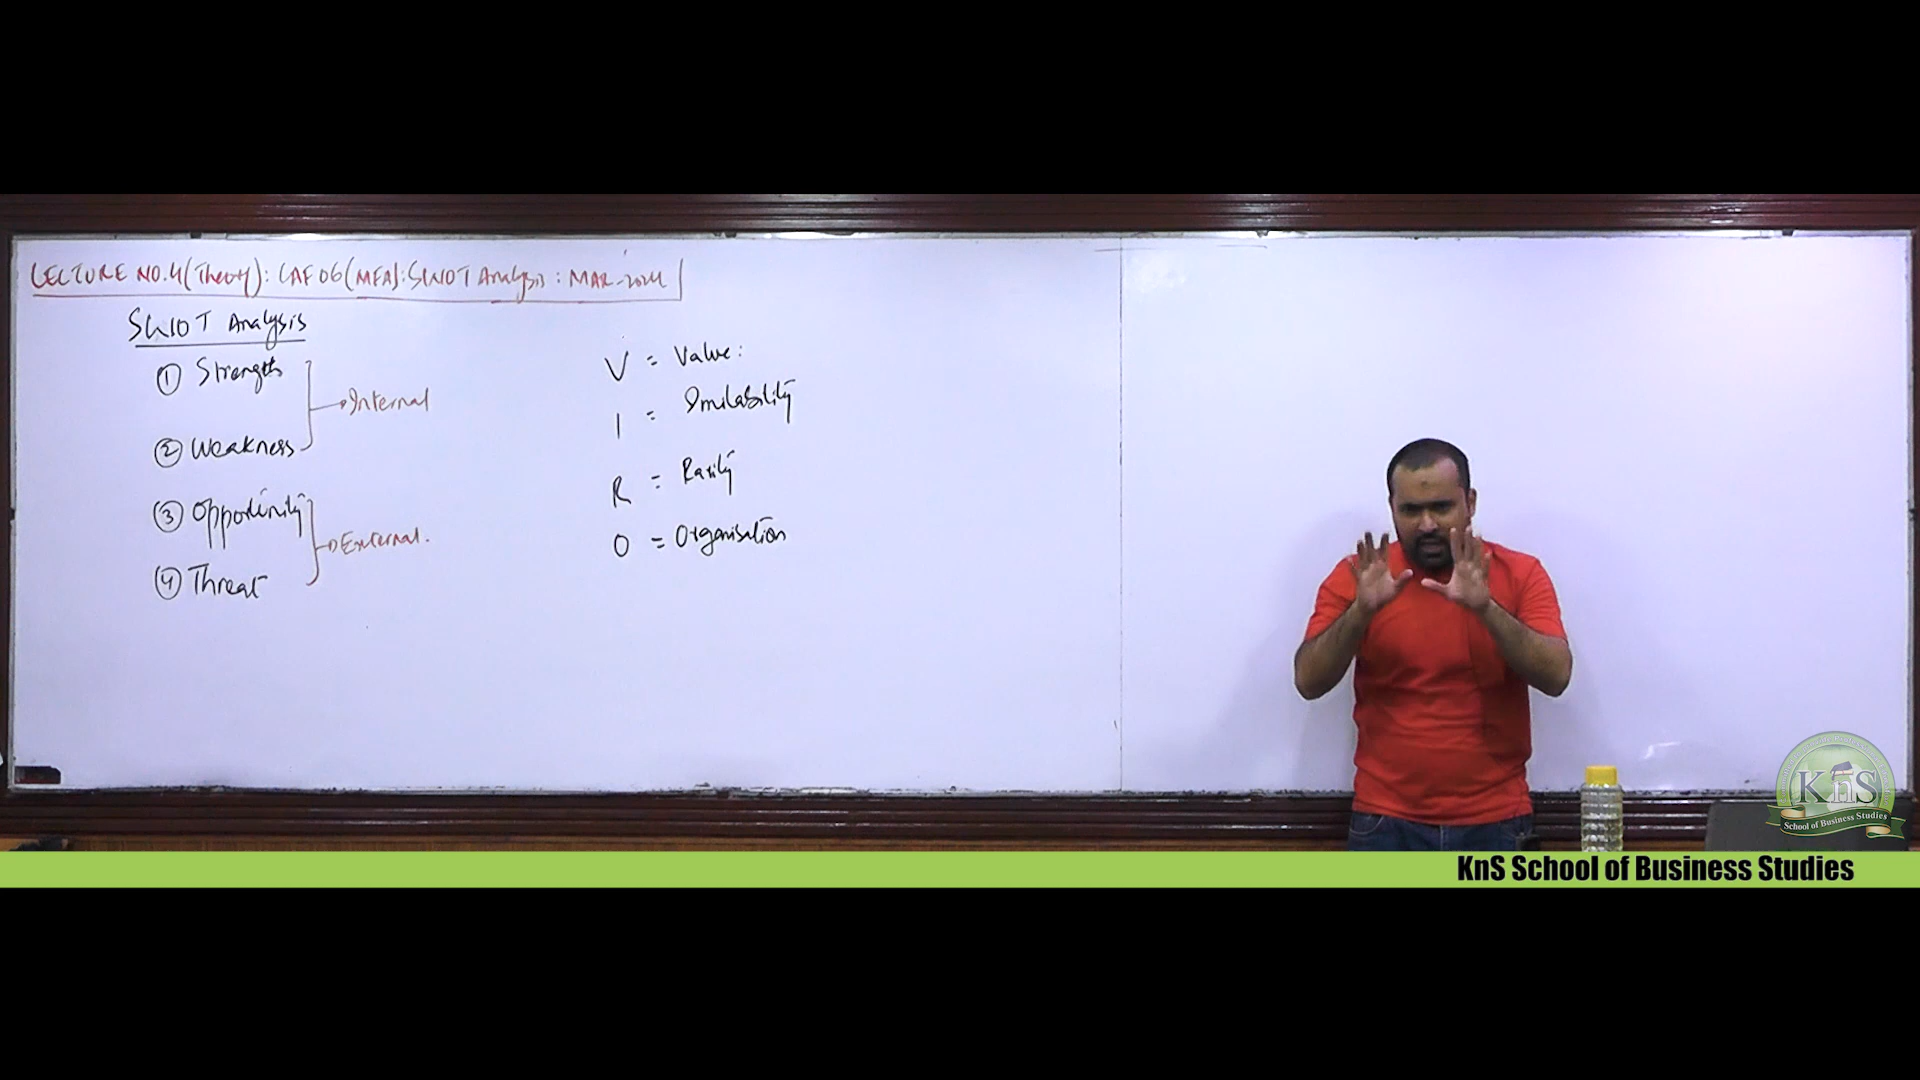 LECTURE NO.4 (Theory): CAF 06 (MFA): SWOT Analysis: MAR-2024
SWOT Analysis
① Strength
② Weakness
→ Internal
③ Opportunity
④ Threat
→ External.
V = Value:
I = Imitability
R = Rarity
O = Organisation
KnS
School of Business Studies
KnS School of Business Studies